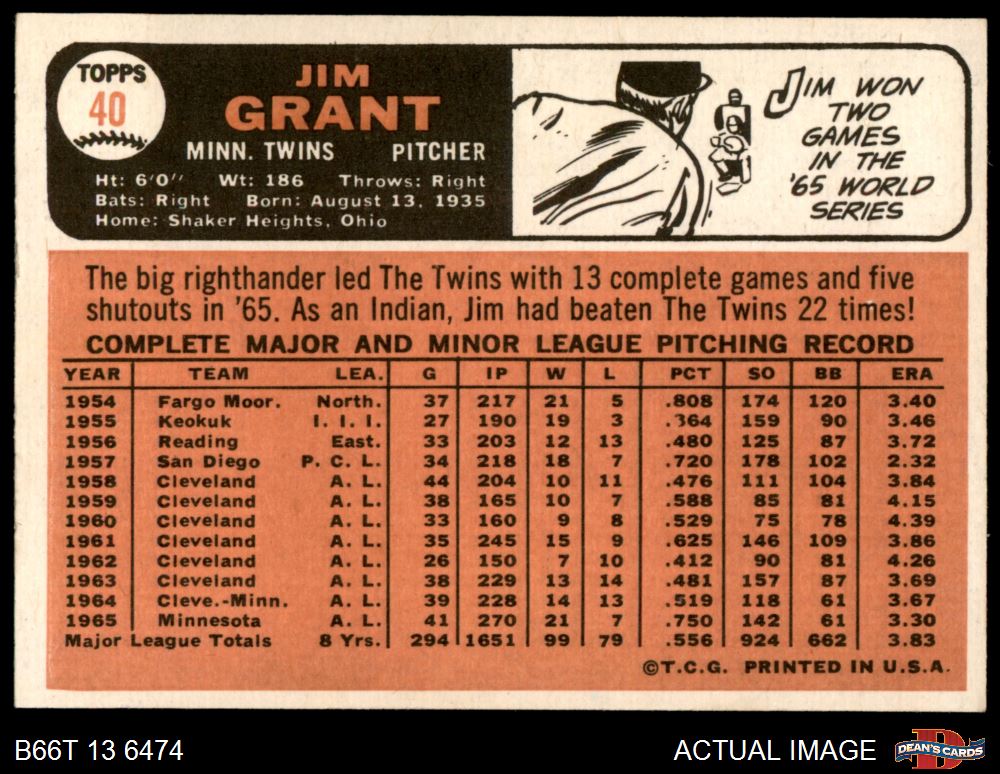 TOPPS
40
JIM
GRANT
MINN. TWINS PITCHER
Ht: 6'0" Wt: 186 Throws: Right
Bats: Right Born: August 13, 1935
Home: Shaker Heights, Ohio
JIM WON
TWO
GAMES
IN THE
'65 WORLD
SERIES
The big righthander led The Twins with 13 complete games and five
shutouts in '65. As an Indian, Jim had beaten The Twins 22 times!
COMPLETE MAJOR AND MINOR LEAGUE PITCHING RECORD
YEAR TEAM LEA. G IP W L PCT SO BB ERA
1954 Fargo Moor. North. 37 217 21 5 .808 174 120 3.40
1955 Keokuk I. I. I. 27 190 19 3 .364 159 90 3.46
1956 Reading East. 33 203 12 13 .480 125 87 3.72
1957 San Diego P. C. L. 34 218 18 7 .720 178 102 2.32
1958 Cleveland A. L. 44 204 10 11 .476 111 104 3.84
1959 Cleveland A. L. 38 165 10 7 .588 85 81 4.15
1960 Cleveland A. L. 33 160 9 8 .529 75 78 4.39
1961 Cleveland A. L. 35 245 15 9 .625 146 109 3.86
1962 Cleveland A. L. 26 150 7 10 .412 90 81 4.26
1963 Cleveland A. L. 38 229 13 14 .481 157 87 3.69
1964 Cleve.-Minn. A. L. 39 228 14 13 .519 118 61 3.67
1965 Minnesota A. L. 41 270 21 7 .750 142 61 3.30
Major League Totals 8 Yrs. 294 1651 99 79 .556 924 662 3.83
©T.C.G. PRINTED IN U.S.A.
B66T 13 6474 ACTUAL IMAGE
D
DEAN'S CARDS